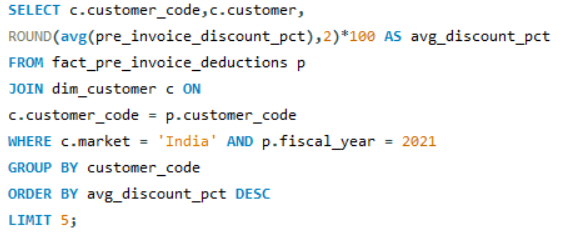 SELECT c.customer_code,c.customer,
ROUND(avg(pre_invoice_discount_pct),2)*100 AS avg_discount_pct
FROM fact_pre_invoice_deductions p
JOIN dim_customer c ON
c.customer_code = p.customer_code
WHERE c.market = 'India' AND p.fiscal_year = 2021
GROUP BY customer_code
ORDER BY avg_discount_pct DESC
LIMIT 5;